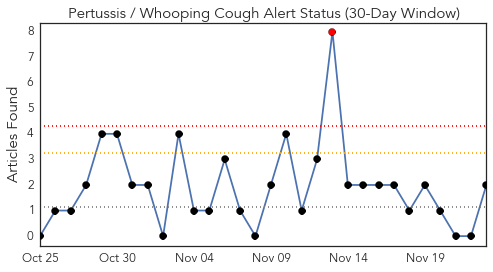 Pertussis / Whooping Cough Alert Status (30-Day Window)
Articles Found
8
7
6
5
4
3
2
1
0
Oct 25
Oct 30
Nov 04
Nov 09
Nov 14
Nov 19